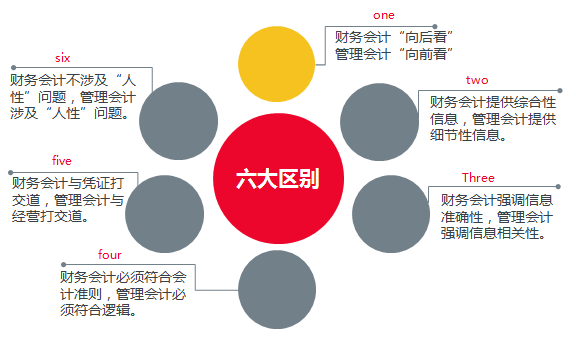 one
财务会计“向后看”
管理会计“向前看”
two
财务会计提供综合性
信息，管理会计提供
细节性信息。
Three
财务会计强调信息
准确性，管理会计
强调信息相关性。
four
财务会计必须符合会
计准则，管理会计必
须符合逻辑。
five
财务会计与凭证打
交道，管理会计与
经营打交道。
six
财务会计不涉及“人
性”问题，管理会计
涉及“人性”问题。
六大区别